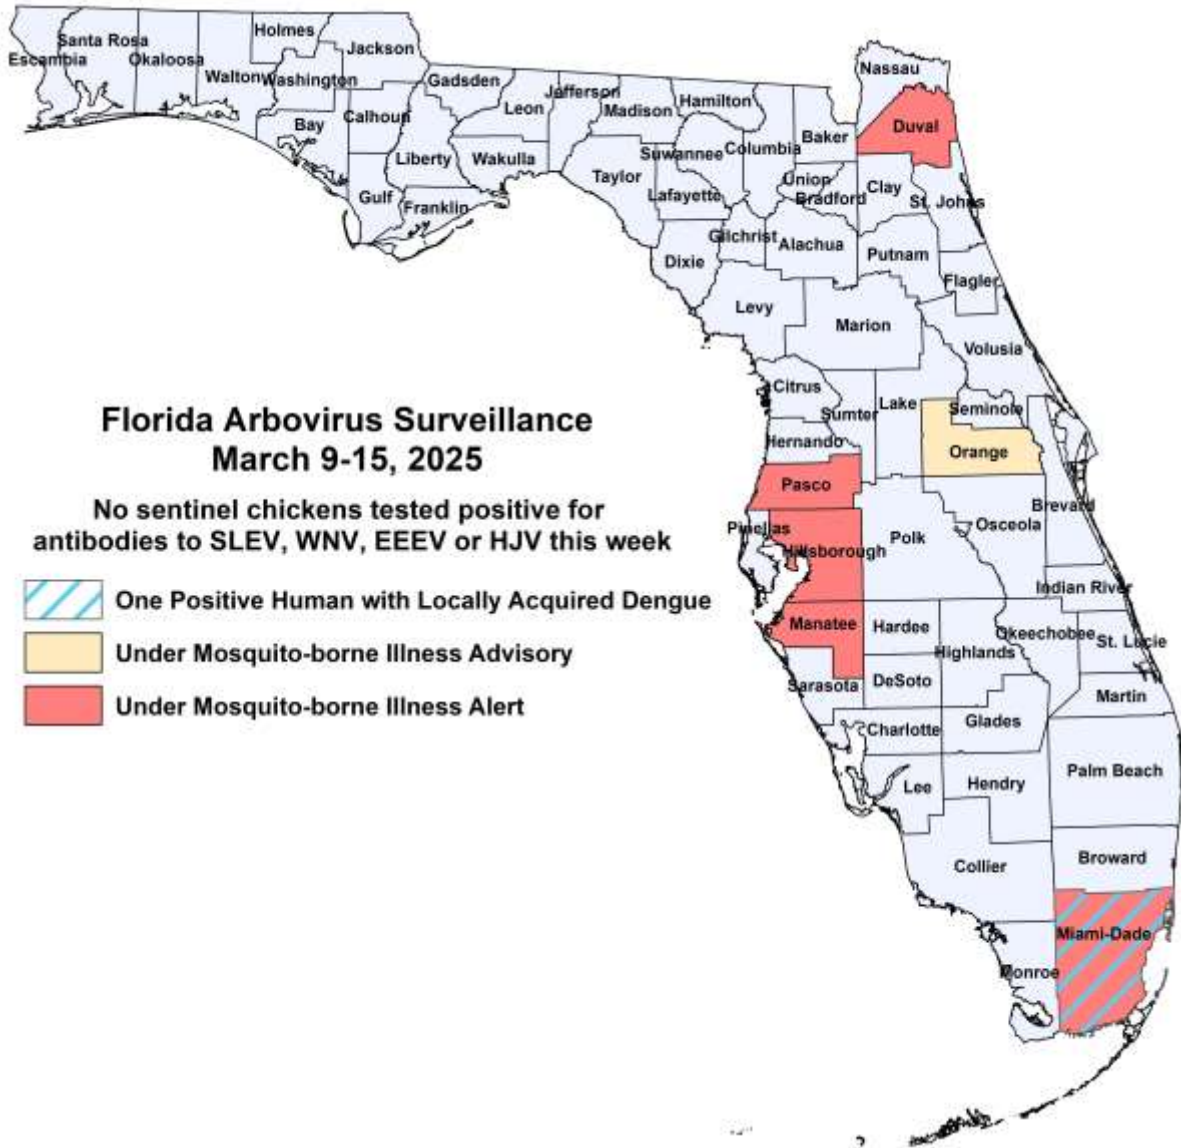 Holmes
Santa Rosa
Jackson
Escambia
Okaloosa
Walton
Washington
Gadsden
Nassau
Jefferson
Leon
Madison
Hamilton
Calhoun
Bay
Duval
Baker
Columbia
Suwannee
Liberty
Wakulla
Taylor
Union
Lafayette
Bradford
Clay
Gulf
Franklin
St. Johns
Gilchrist
Alachua
Putnam
Dixie
Flagler
Levy
Marion
Volusia
Citrus
Lake
Seminole
Sumter
Hernando
Orange
Florida Arbovirus Surveillance
March 9-15, 2025
No sentinel chickens tested positive for
antibodies to SLEV, WNV, EEEV or HJV this week
One Positive Human with Locally Acquired Dengue
Under Mosquito-borne Illness Advisory
Under Mosquito-borne Illness Alert
Pasco
Brevard
Pinellas
Osceola
Polk
Hillsborough
Indian River
Manatee
Hardee
Okeechobee
St. Lucie
Highlands
Sarasota
DeSoto
Martin
Charlotte
Glades
Palm Beach
Lee
Hendry
Broward
Collier
Miami-Dade
Monroe